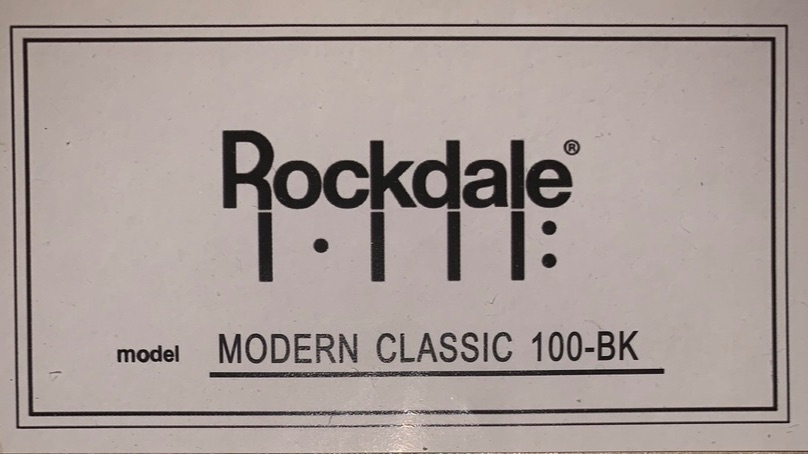 Rockdale®
model MODERN CLASSIC 100-BK